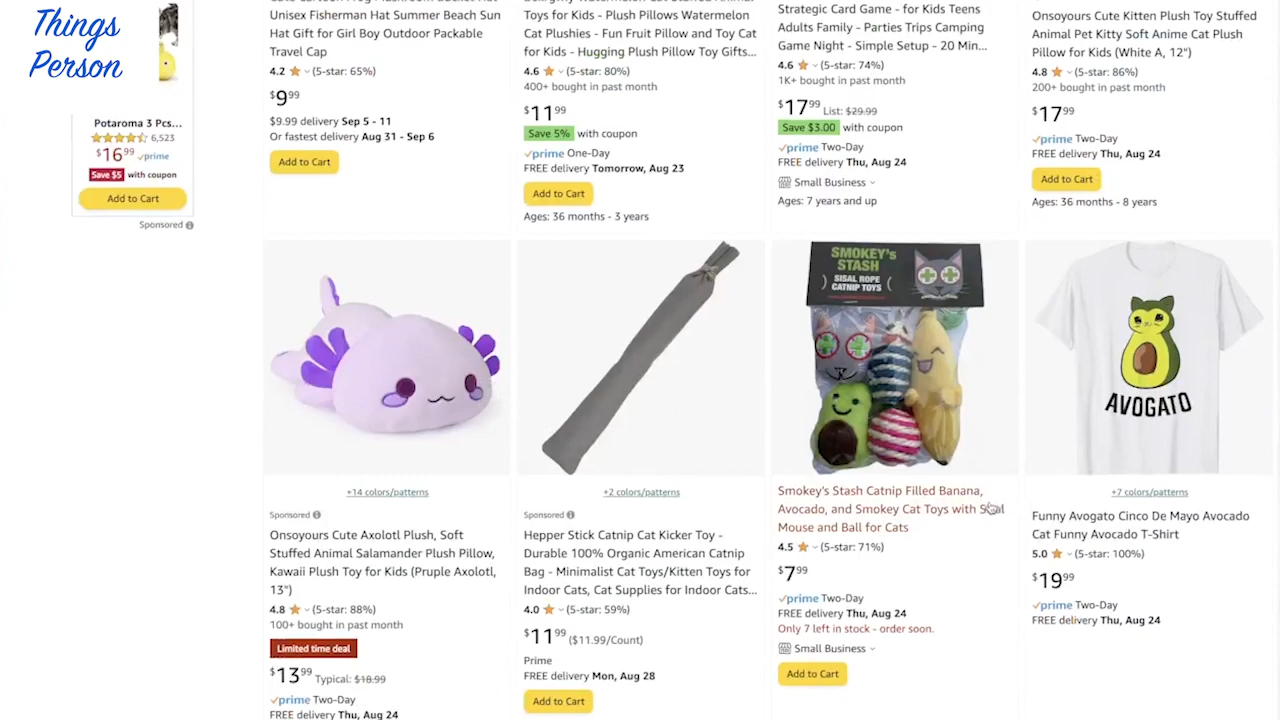 Things
Person
Potaroma 3 Pcs...
6,523
$16.99 prime
Save $5 with coupon
Add to Cart
Sponsored
Unisex Fisherman Hat Summer Beach Sun
Hat Gift for Girl Boy Outdoor Packable
Travel Cap
4.2 (5-star: 65%)
$9.99
$9.99 delivery Sep 5 - 11
Or fastest delivery Aug 31 - Sep 6
Add to Cart
Toys for Kids - Plush Pillows Watermelon
Cat Plushies - Fun Fruit Pillow and Toy Cat
for Kids - Hugging Plush Pillow Toy Gifts...
4.6 (5-star: 80%)
400+ bought in past month
$11.99
Save 5% with coupon
prime One-Day
FREE delivery Tomorrow, Aug 23
Add to Cart
Ages: 36 months - 3 years
Strategic Card Game - for Kids Teens
Adults Family - Parties Trips Camping
Game Night - Simple Setup - 20 Min...
4.6 (5-star: 74%)
1K+ bought in past month
$17.99 List: $29.99
Save $3.00 with coupon
prime Two-Day
FREE delivery Thu, Aug 24
Small Business
Ages: 7 years and up
Onsoyours Cute Kitten Plush Toy Stuffed
Animal Pet Kitty Soft Anime Cat Plush
Pillow for Kids (White A, 12")
4.8 (5-star: 86%)
200+ bought in past month
$17.99
prime Two-Day
FREE delivery Thu, Aug 24
Add to Cart
Ages: 36 months - 8 years
+14 colors/patterns
Sponsored
Onsoyours Cute Axolotl Plush, Soft
Stuffed Animal Salamander Plush Pillow,
Kawaii Plush Toy for Kids (Pruple Axolotl,
13")
4.8 (5-star: 88%)
100+ bought in past month
Limited time deal
$13.99 Typical: $18.99
prime Two-Day
FREE delivery Thu, Aug 24
+2 colors/patterns
Sponsored
Hepper Stick Catnip Cat Kicker Toy -
Durable 100% Organic American Catnip
Bag - Minimalist Cat Toys/Kitten Toys for
Indoor Cats, Cat Supplies for Indoor Cats...
4.0 (5-star: 59%)
$11.99 ($11.99/Count)
Prime
FREE delivery Mon, Aug 28
Add to Cart
SMOKEY'S
STASH
SISAL ROPE
CATNIP TOYS
Smokey's Stash Catnip Filled Banana,
Avocado, and Smokey Cat Toys with Sisal
Mouse and Ball for Cats
4.5 (5-star: 71%)
$7.99
prime Two-Day
FREE delivery Thu, Aug 24
Only 7 left in stock - order soon.
Small Business
Add to Cart
AVOGATO
+7 colors/patterns
Funny Avogato Cinco De Mayo Avocado
Cat Funny Avocado T-Shirt
5.0 (5-star: 100%)
$19.99
prime Two-Day
FREE delivery Thu, Aug 24